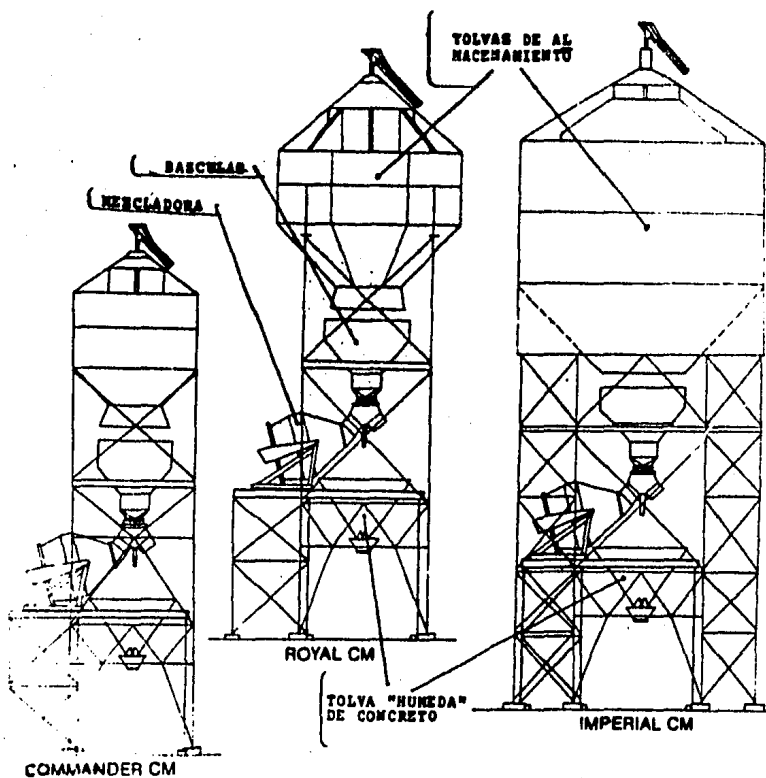 TOLVAS DE AL
MACENAMIENTO
BASCULAS
MEZCLADORA
ROYAL CM
TOLVA "HUMEDA"
DE CONCRETO
IMPERIAL CM
COMMANDER CM